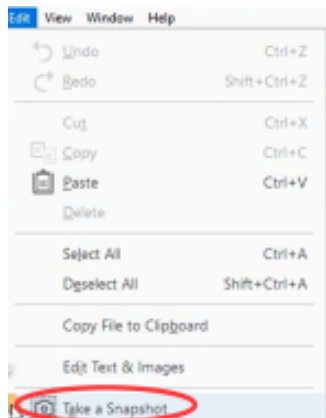 Edit View Window Help
Undo Ctrl+Z
Redo Shift+Ctrl+Z
Cut Ctrl+X
Copy Ctrl+C
Paste Ctrl+V
Delete
Select All Ctrl+A
Deselect All Shift+Ctrl+A
Copy File to Clipboard
Edit Text & Images
Take a Snapshot